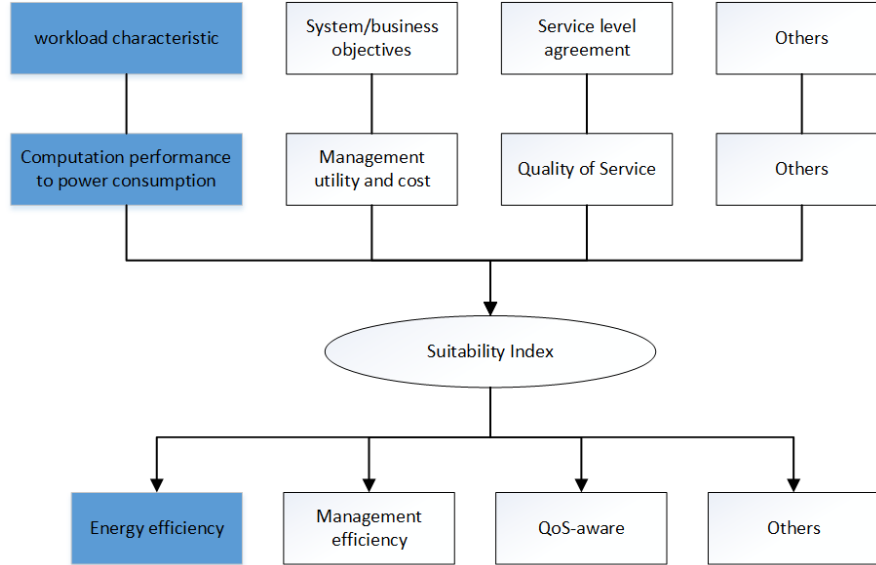 workload characteristic
System/business
objectives
Service level
agreement
Others
Computation performance
to power consumption
Management
utility and cost
Quality of Service
Others
Suitability Index
Energy efficiency
Management
efficiency
QoS-aware
Others